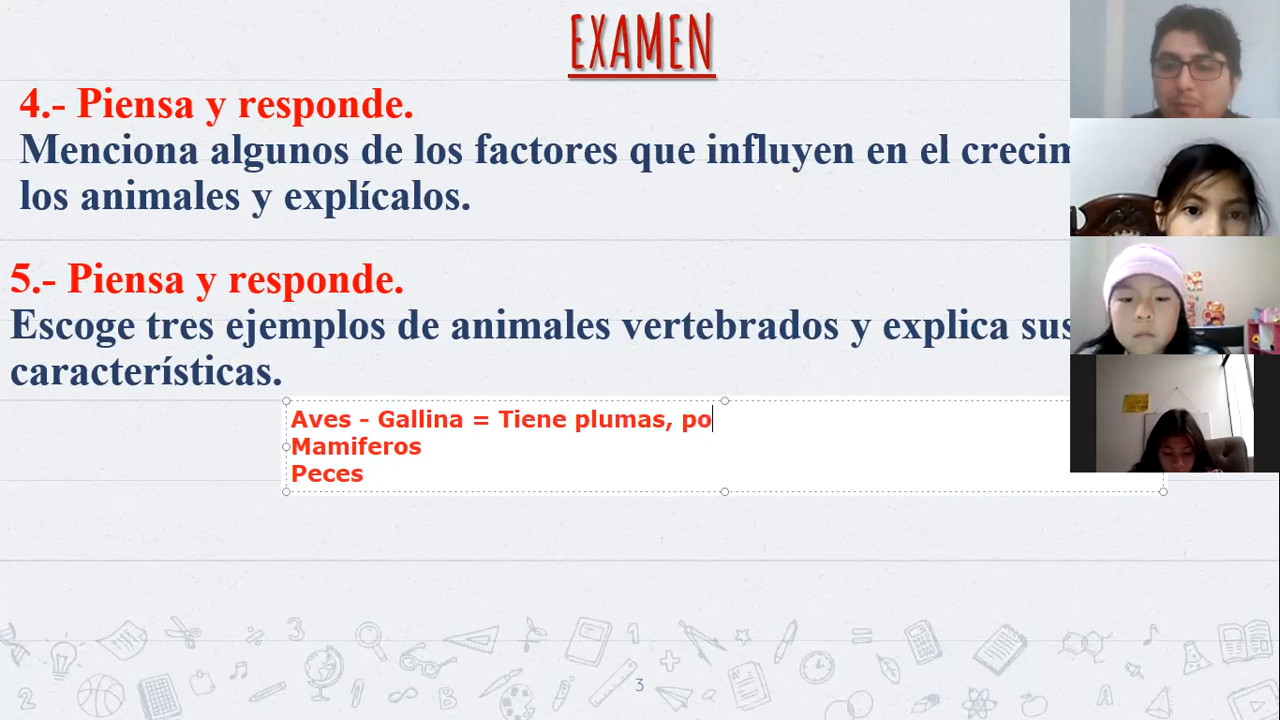 EXAMEN
4.- Piensa y responde.
Menciona algunos de los factores que influyen en el
los animales y explícalos.
5.- Piensa y responde.
Escoge tres ejemplos de animales vertebrados y explica sus
características.
Aves - Gallina = Tiene plumas, po
Mamiferos
Peces
3